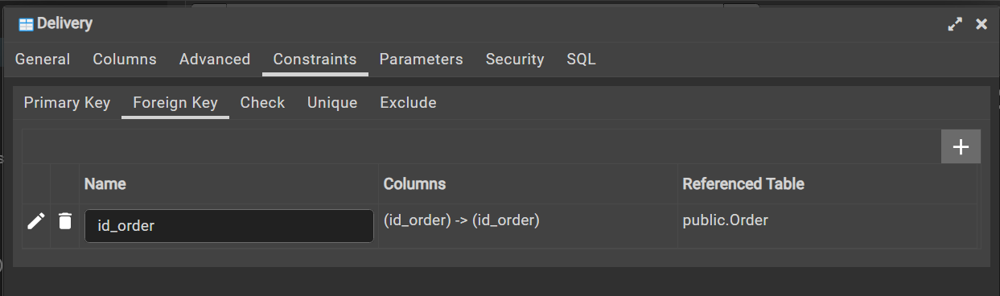 Delivery
General Columns Advanced Constraints Parameters Security SQL
Primary Key Foreign Key Check Unique Exclude
Name Columns Referenced Table
id_order (id_order) -> (id_order) public.Order